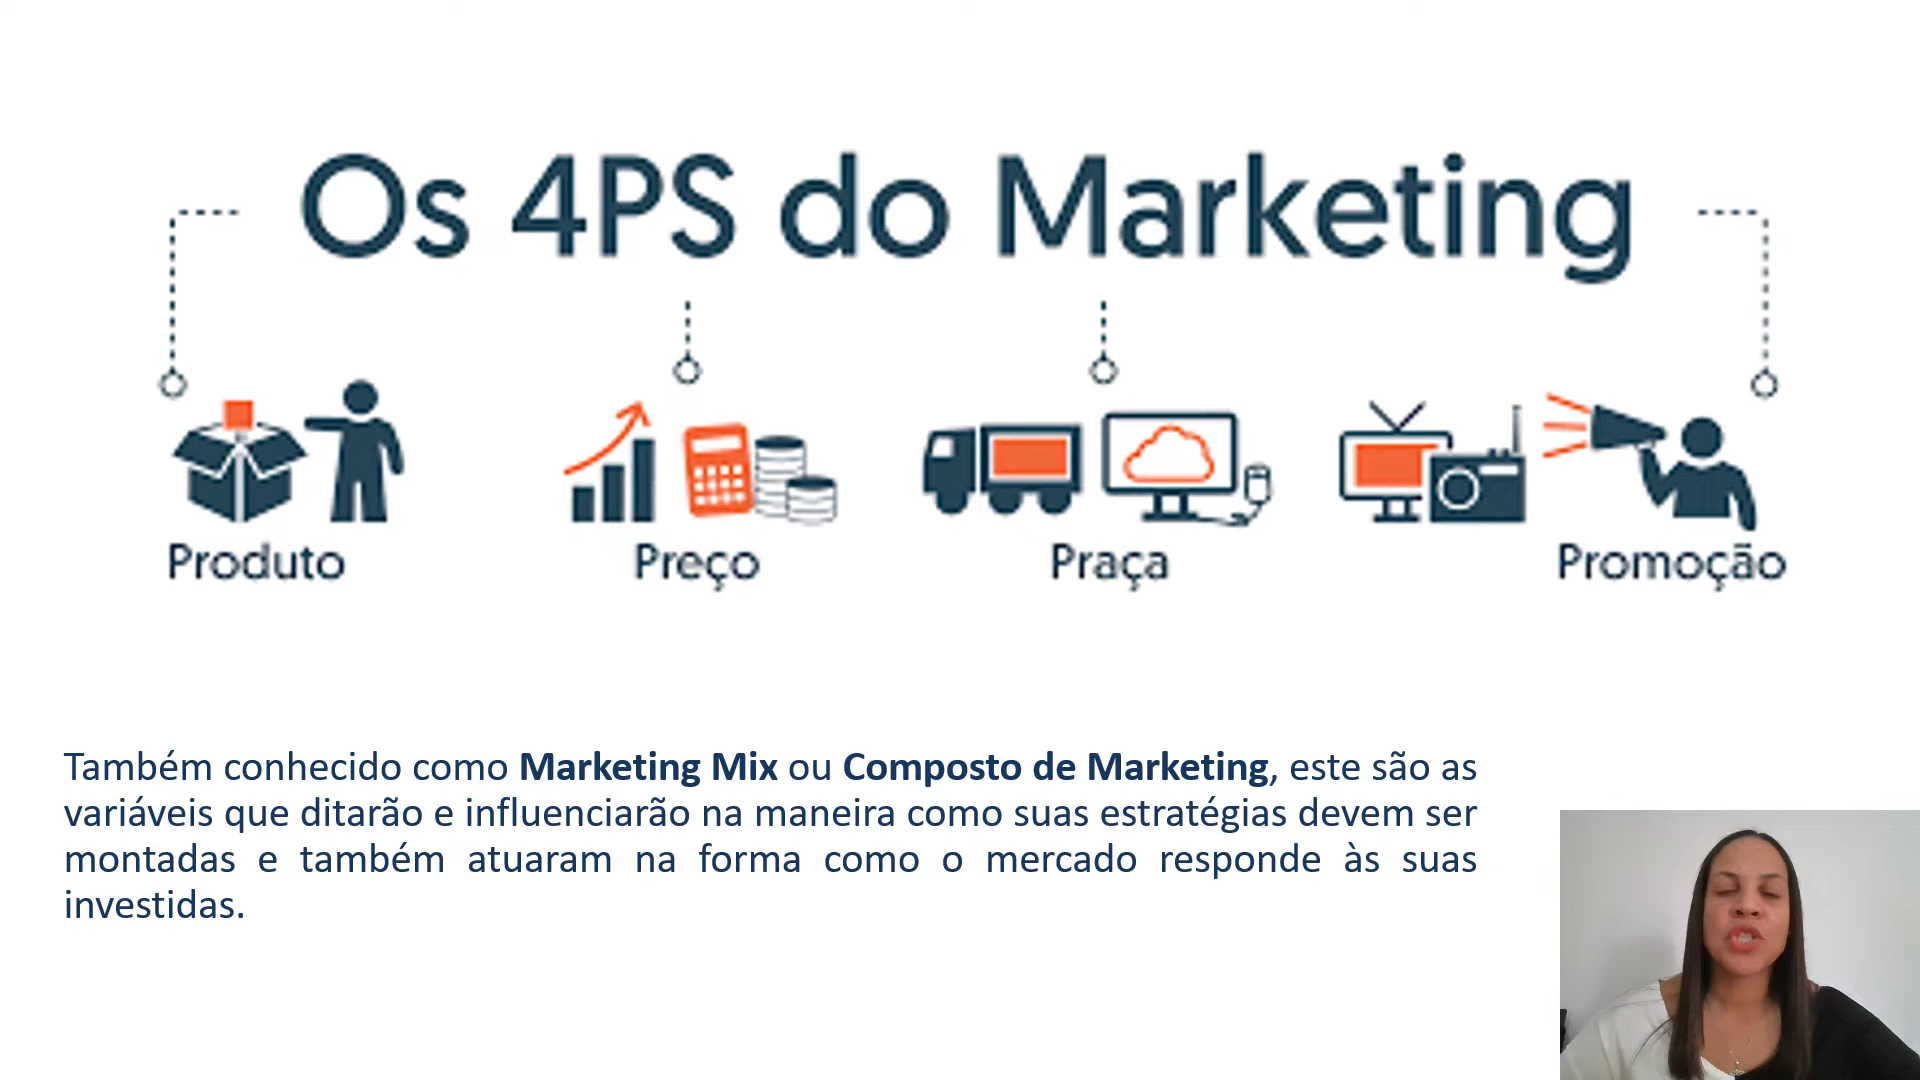 Os 4PS do Marketing
Produto
Preço
Praça
Promoção
Também conhecido como Marketing Mix ou Composto de Marketing, este são as
variáveis que ditarão e influenciarão na maneira como suas estratégias devem ser
montadas e também atuaram na forma como o mercado responde às suas
investidas.